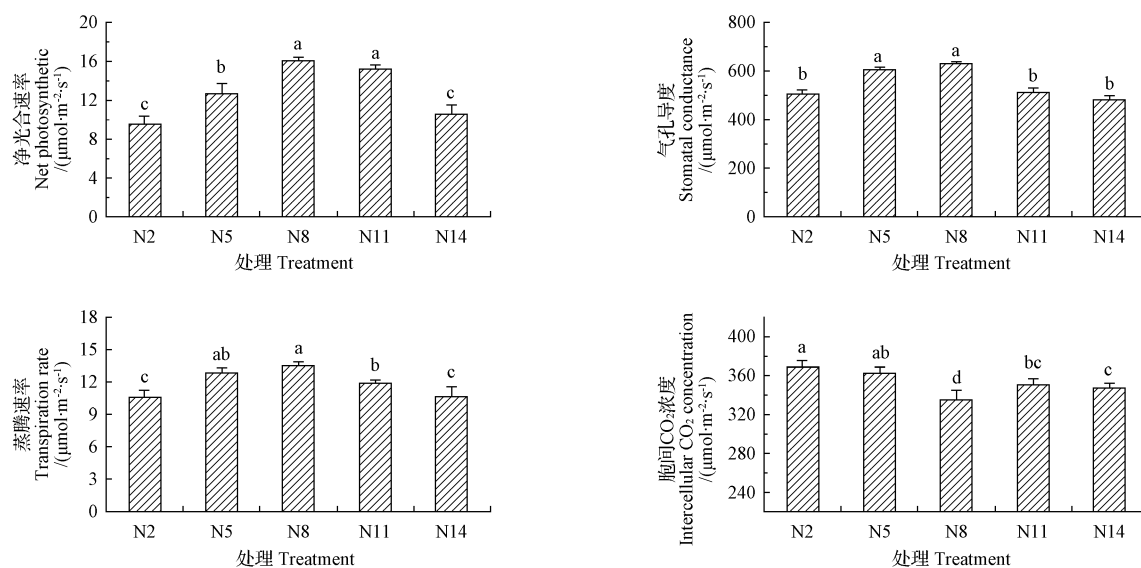 净光合速率
Net photosynthetic
/(μmol·m⁻²·s⁻¹)
20
16
12
8
4
0
c
b
a
a
c
N2
N5
N8
N11
N14
处理 Treatment
气孔导度
Stomatal conductance
/(μmol·m⁻²·s⁻¹)
800
600
400
200
0
b
a
a
b
b
N2
N5
N8
N11
N14
处理 Treatment
蒸腾速率
Transpiration rate
/(μmol·m⁻²·s⁻¹)
18
15
12
9
6
3
0
c
ab
a
b
c
N2
N5
N8
N11
N14
处理 Treatment
胞间CO₂浓度
Intercellular CO₂ concentration
/(μmol·m⁻²·s⁻¹)
400
360
320
280
240
a
ab
d
bc
c
N2
N5
N8
N11
N14
处理 Treatment